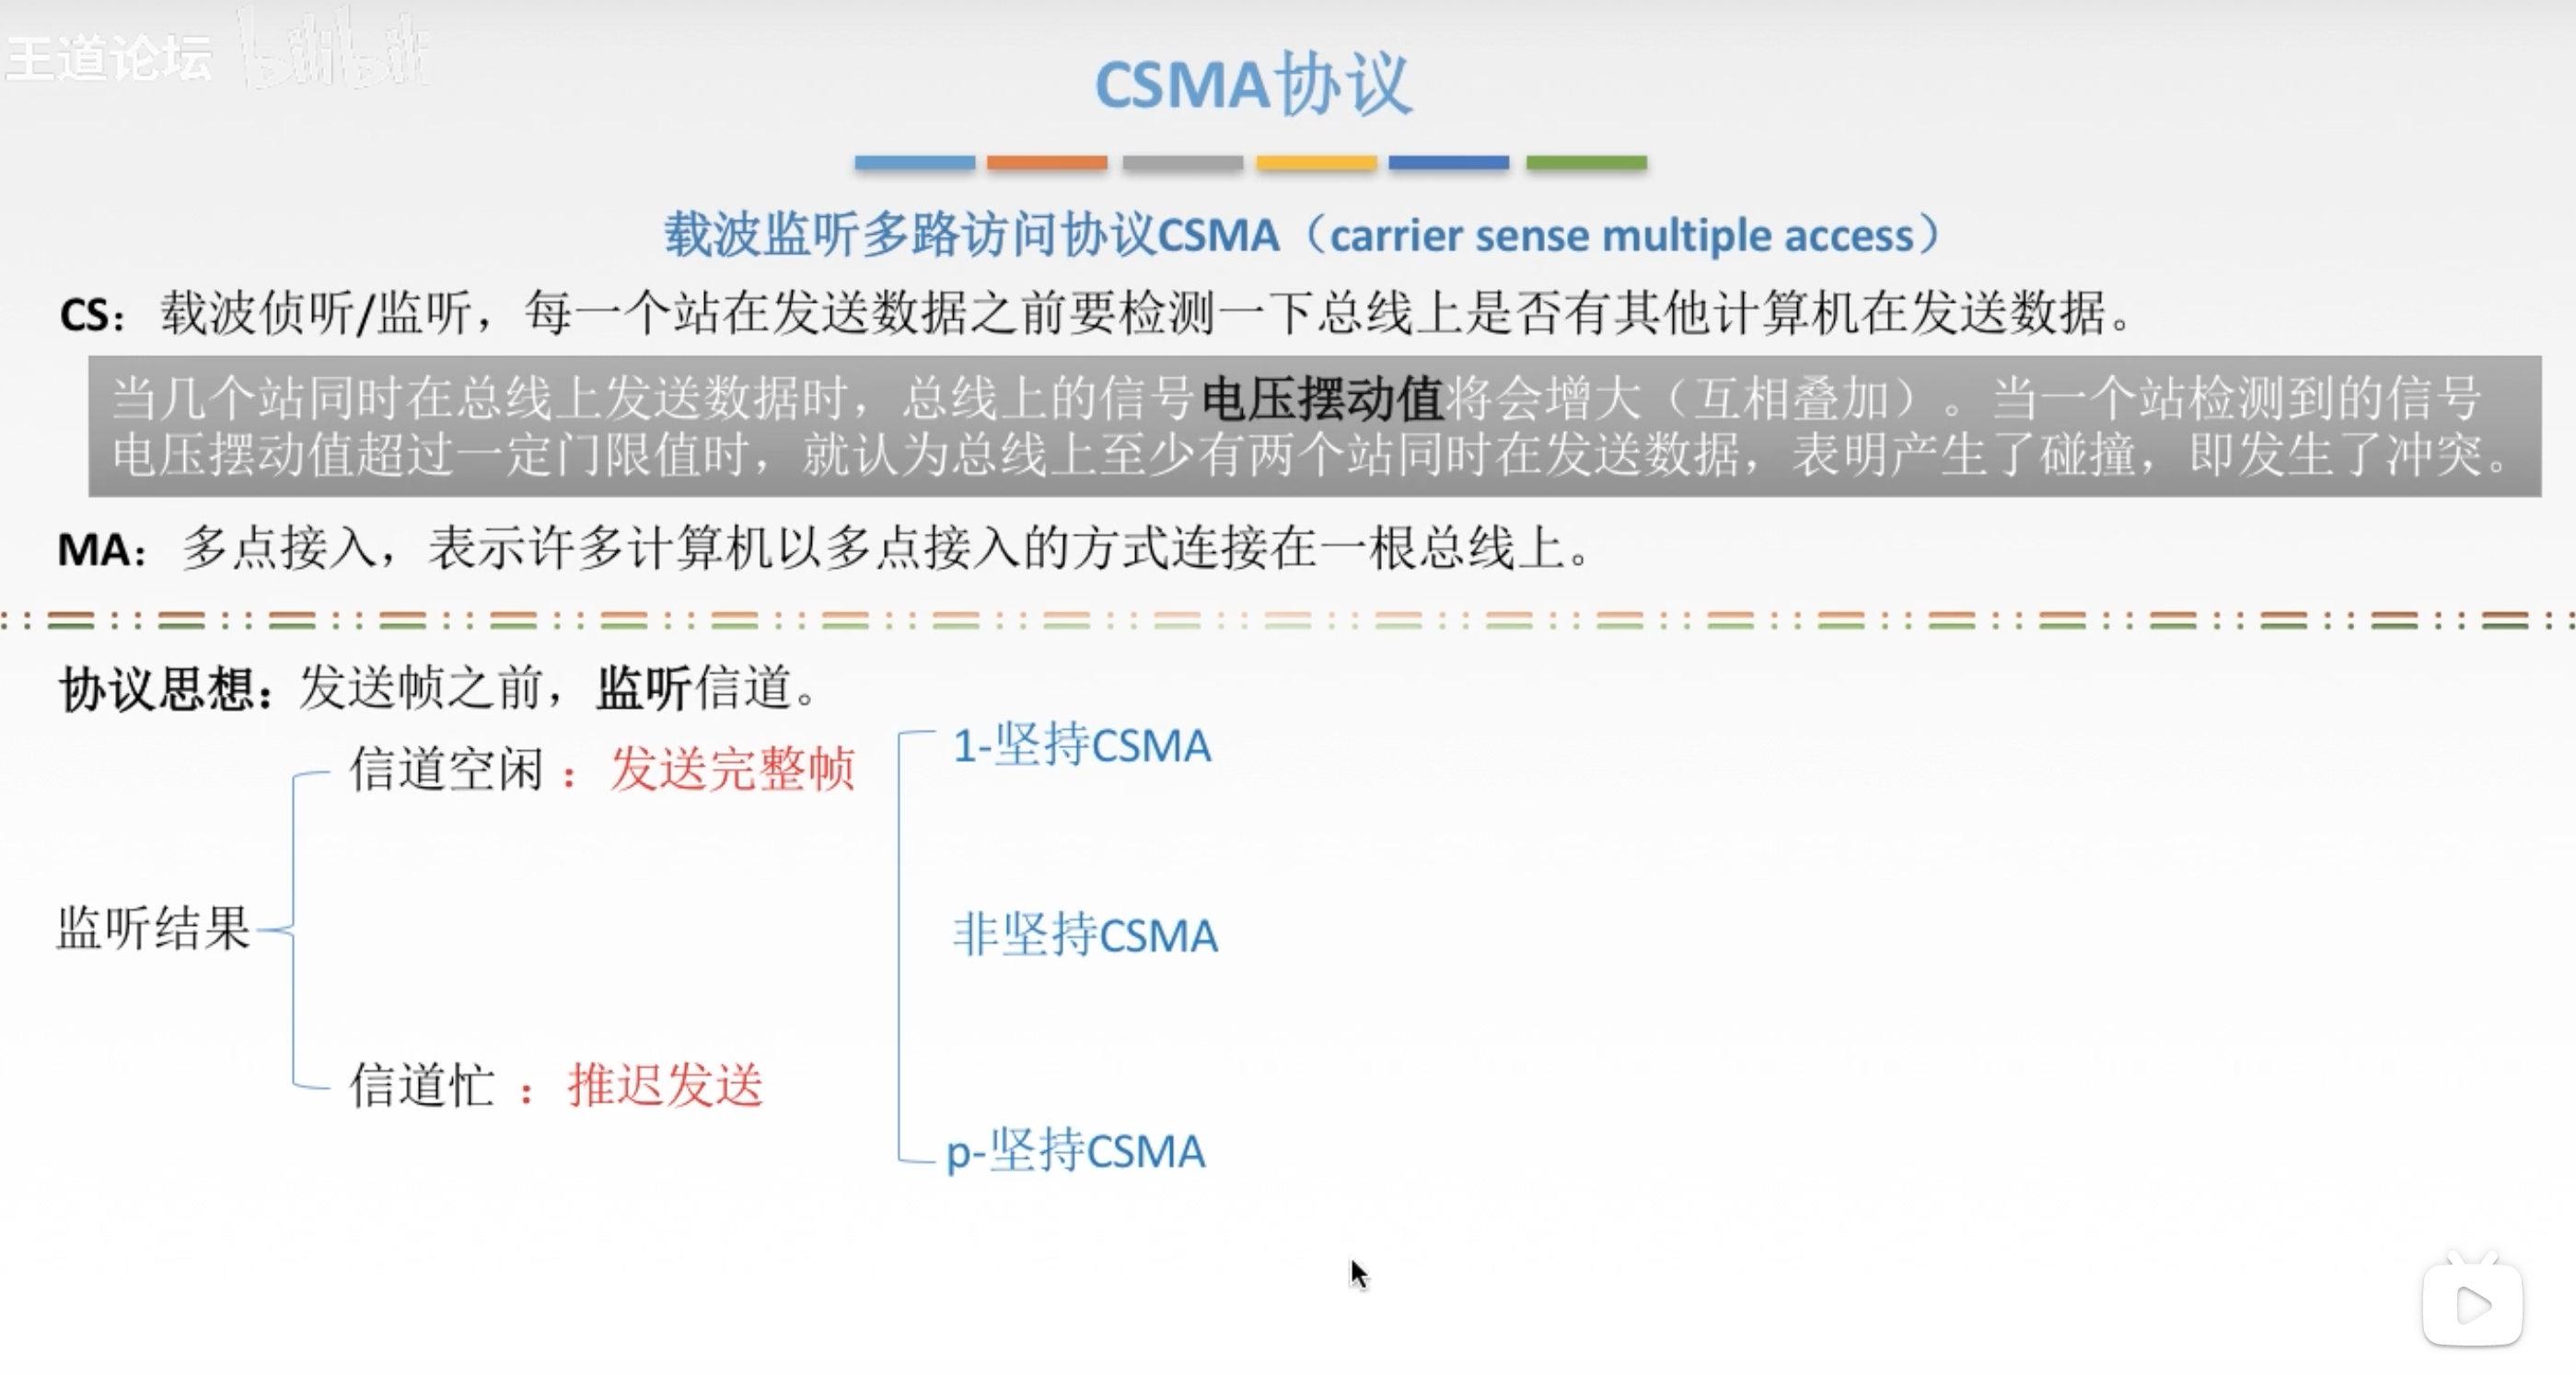 王道论坛 bilibili
CSMA协议
载波监听多路访问协议CSMA（carrier sense multiple access）
CS：载波侦听/监听，每一个站在发送数据之前要检测一下总线上是否有其他计算机在发送数据。
当几个站同时在总线上发送数据时，总线上的信号电压摆动值将会增大（互相叠加）。当一个站检测到的信号
电压摆动值超过一定门限值时，就认为总线上至少有两个站同时在发送数据，表明产生了碰撞，即发生了冲突。
MA：多点接入，表示许多计算机以多点接入的方式连接在一根总线上。
协议思想：发送帧之前，监听信道。
1-坚持CSMA
信道空闲：发送完整帧
监听结果
非坚持CSMA
信道忙：推迟发送
p-坚持CSMA